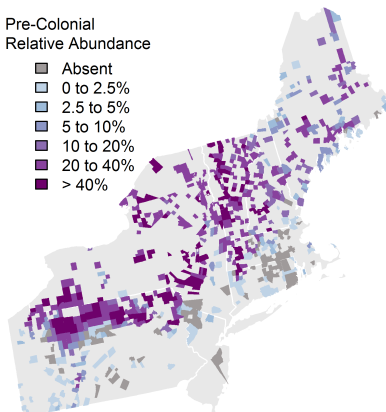 Pre-Colonial
Relative Abundance
Absent
0 to 2.5%
2.5 to 5%
5 to 10%
10 to 20%
20 to 40%
> 40%